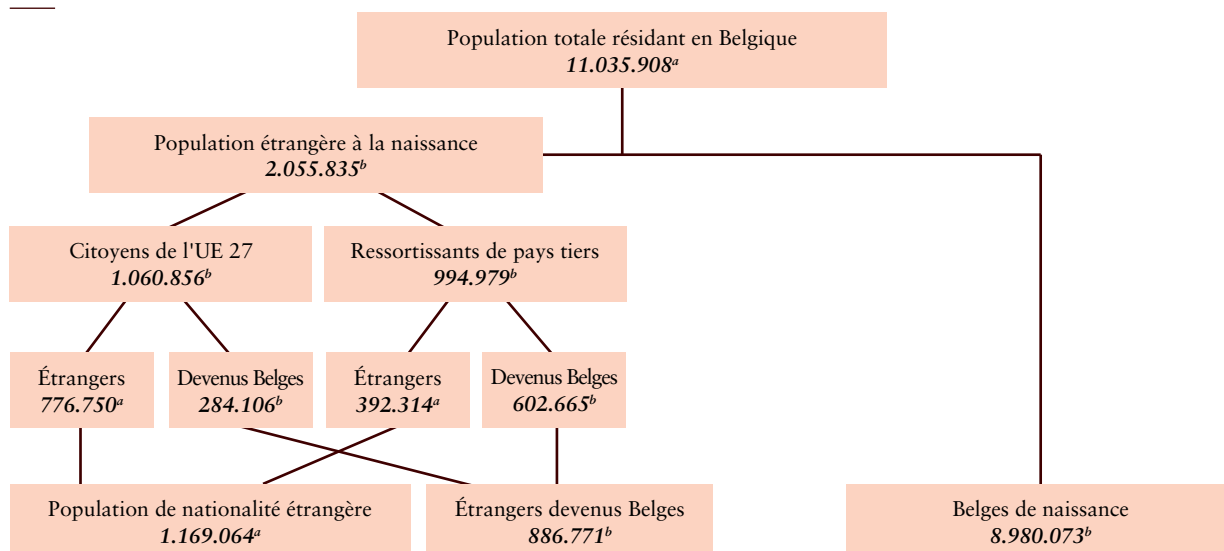 Population totale résidant en Belgique
11.035.908ᵃ
Population étrangère à la naissance
2.055.835ᵇ
Citoyens de l'UE 27
1.060.856ᵇ
Ressortissants de pays tiers
994.979ᵇ
Étrangers
776.750ᵃ
Devenus Belges
284.106ᵇ
Étrangers
392.314ᵃ
Devenus Belges
602.665ᵇ
Population de nationalité étrangère
1.169.064ᵃ
Étrangers devenus Belges
886.771ᵇ
Belges de naissance
8.980.073ᵇ